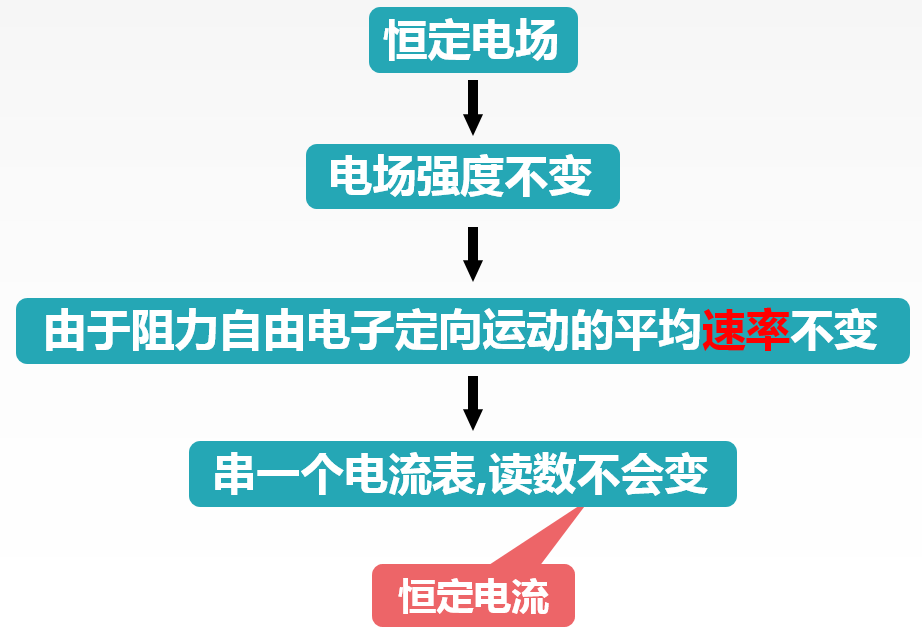 恒定电场
电场强度不变
由于阻力自由电子定向运动的平均速率不变
串一个电流表,读数不会变
恒定电流